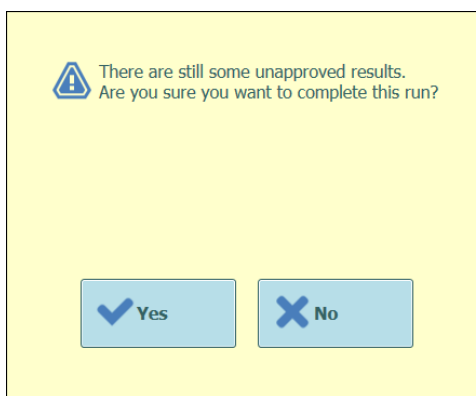 There are still some unapproved results.
Are you sure you want to complete this run?
Yes
No